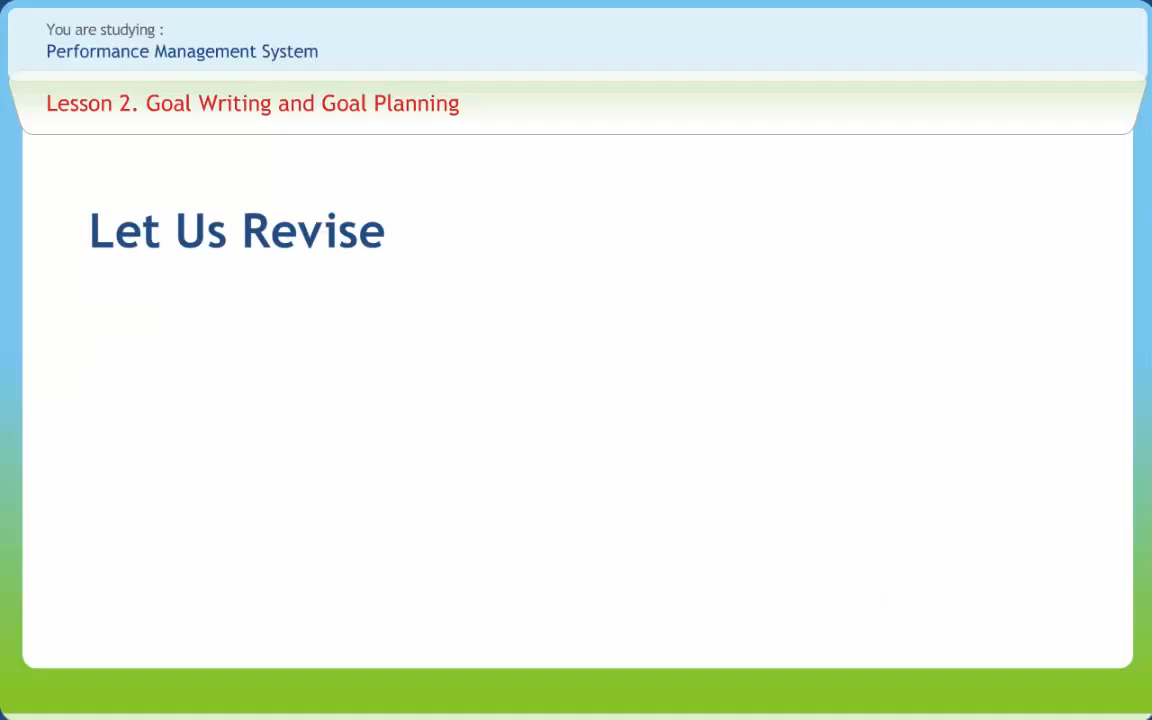 You are studying :
Performance Management System
Lesson 2. Goal Writing and Goal Planning
Let Us Revise